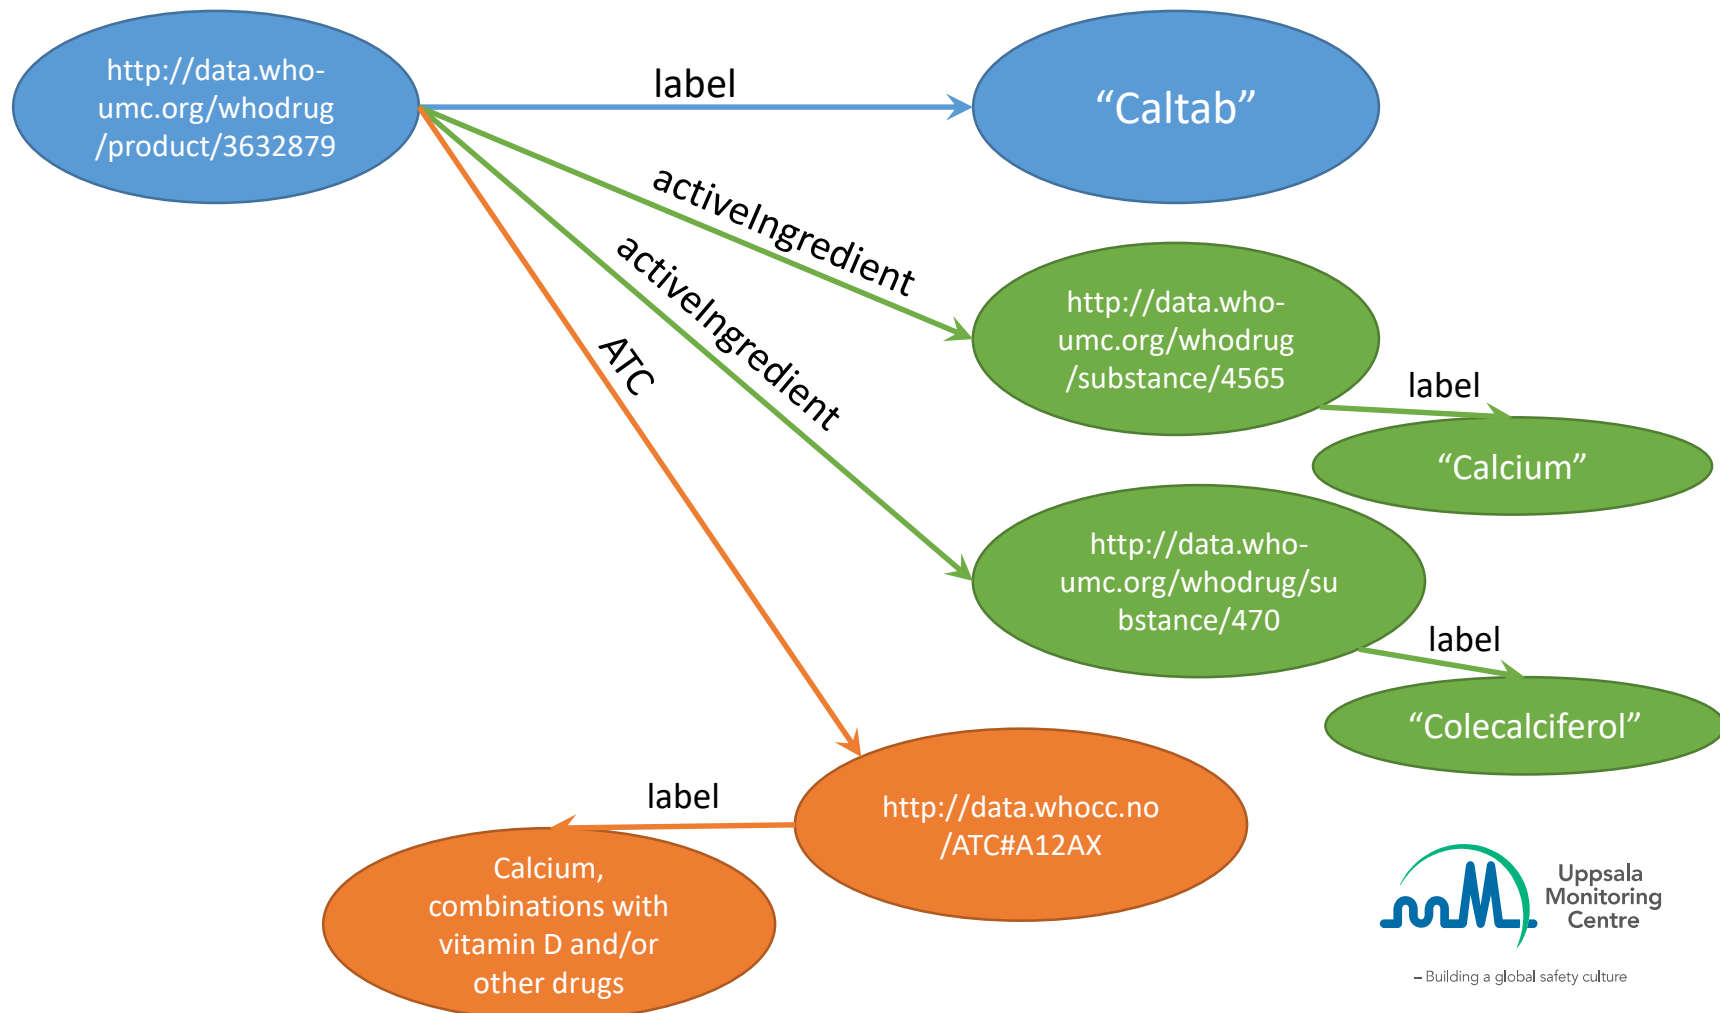 http://data.who-
umc.org/whodrug
/product/3632879
label
“Caltab”
activeIngredient
activeIngredient
ATC
http://data.who-
umc.org/whodrug
/substance/4565
label
“Calcium”
http://data.who-
umc.org/whodrug/su
bstance/470
label
“Colecalciferol”
http://data.whocc.no
/ATC#A12AX
label
Calcium,
combinations with
vitamin D and/or
other drugs
Uppsala
Monitoring
Centre
– Building a global safety culture